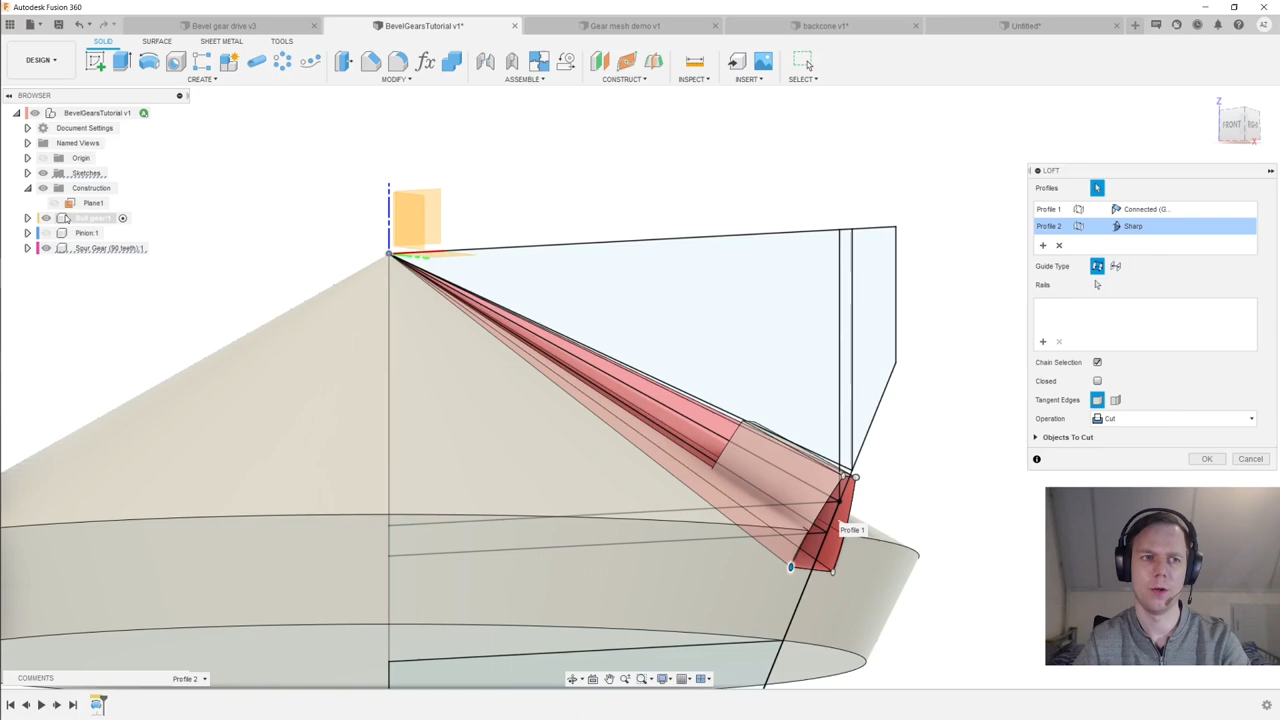 Autodesk Fusion 360
Bevel gear drive v3
BevelGearsTutorial v1*
Gear mesh demo v1
backcone v1*
Untitled*
SOLID SURFACE SHEET METAL TOOLS
DESIGN
CREATE
MODIFY
ASSEMBLE
CONSTRUCT
INSPECT
INSERT
SELECT
BROWSER
BevelGearsTutorial v1
Document Settings
Named Views
Origin
Sketches
Construction
Plane1
Bull gear:1
Pinion:1
Spur Gear (90 teeth):1
Z
FRONT
X
LOFT
Profiles
Profile 1 Connected (G...
Profile 2 Sharp
Guide Type
Rails
Chain Selection
Closed
Tangent Edges
Operation Cut
Objects To Cut
OK Cancel
Profile 1
COMMENTS
Profile 2